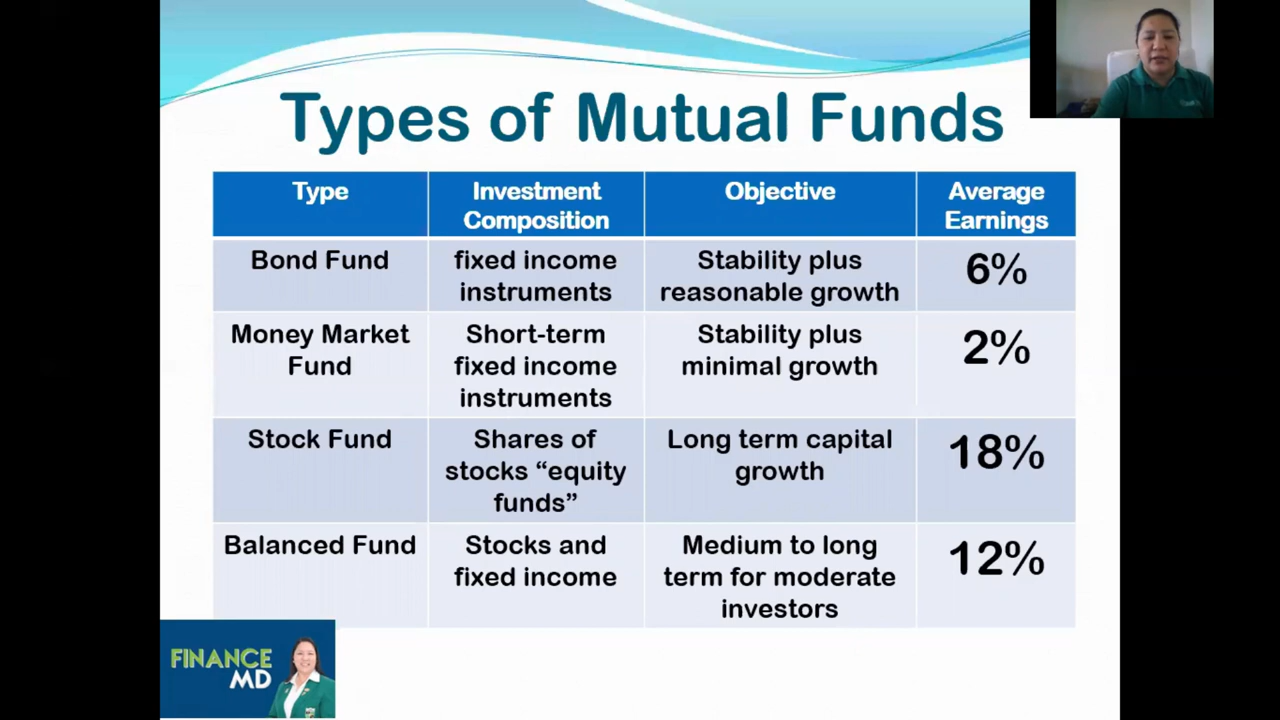 Types of Mutual Funds
Type
Investment
Composition
Objective
Average
Earnings
Bond Fund
fixed income
instruments
Stability plus
reasonable growth
6%
Money Market
Fund
Short-term
fixed income
instruments
Stability plus
minimal growth
2%
Stock Fund
Shares of
stocks “equity
funds”
Long term capital
growth
18%
Balanced Fund
Stocks and
fixed income
Medium to long
term for moderate
investors
12%
FINANCE
MD